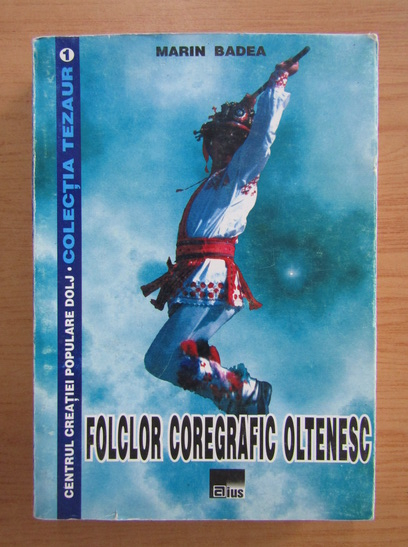 MARIN BADEA
CENTRUL CREAȚIEI POPULARE DOLJ • COLECȚIA TEZAUR 1
FOLCLOR COREGRAFIC OLTENESC
aius